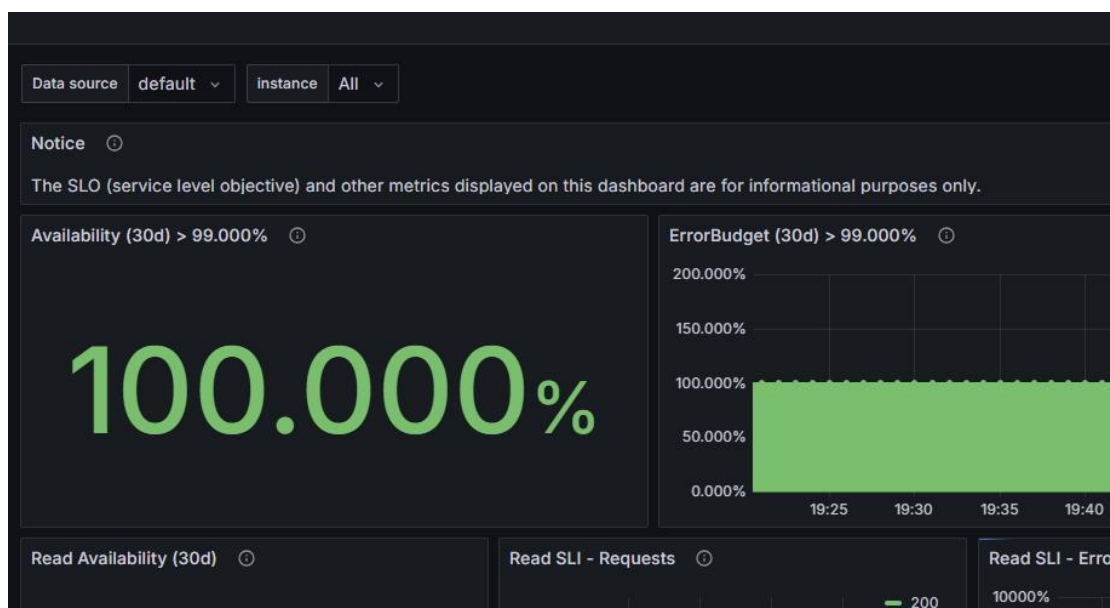 Data source default instance All
Notice
The SLO (service level objective) and other metrics displayed on this dashboard are for informational purposes only.
Availability (30d) > 99.000%
100.000%
ErrorBudget (30d) > 99.000%
200.000%
150.000%
100.000%
50.000%
0.000%
19:25 19:30 19:35 19:40
Read Availability (30d)
Read SLI - Requests
200
Read SLI - Erro
10000%